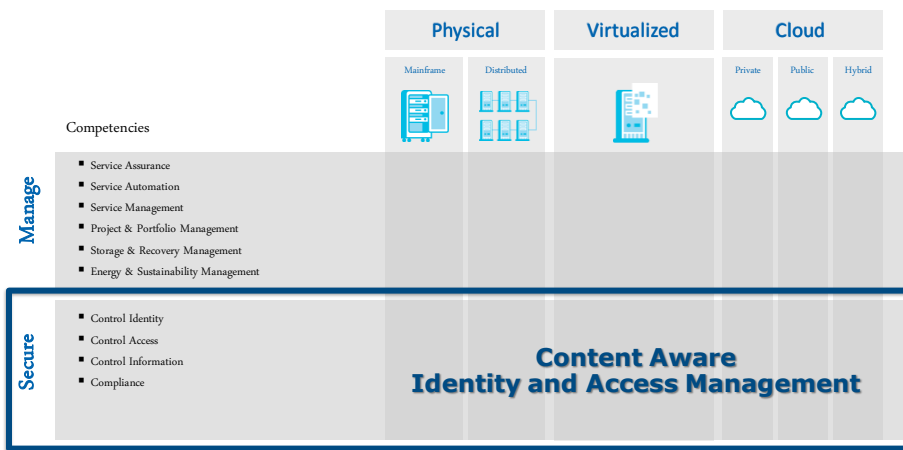 Physical
Virtualized
Cloud
Mainframe
Distributed
Private
Public
Hybrid
Competencies
Manage
▪ Service Assurance
▪ Service Automation
▪ Service Management
▪ Project & Portfolio Management
▪ Storage & Recovery Management
▪ Energy & Sustainability Management
Secure
▪ Control Identity
▪ Control Access
▪ Control Information
▪ Compliance
Content Aware
Identity and Access Management